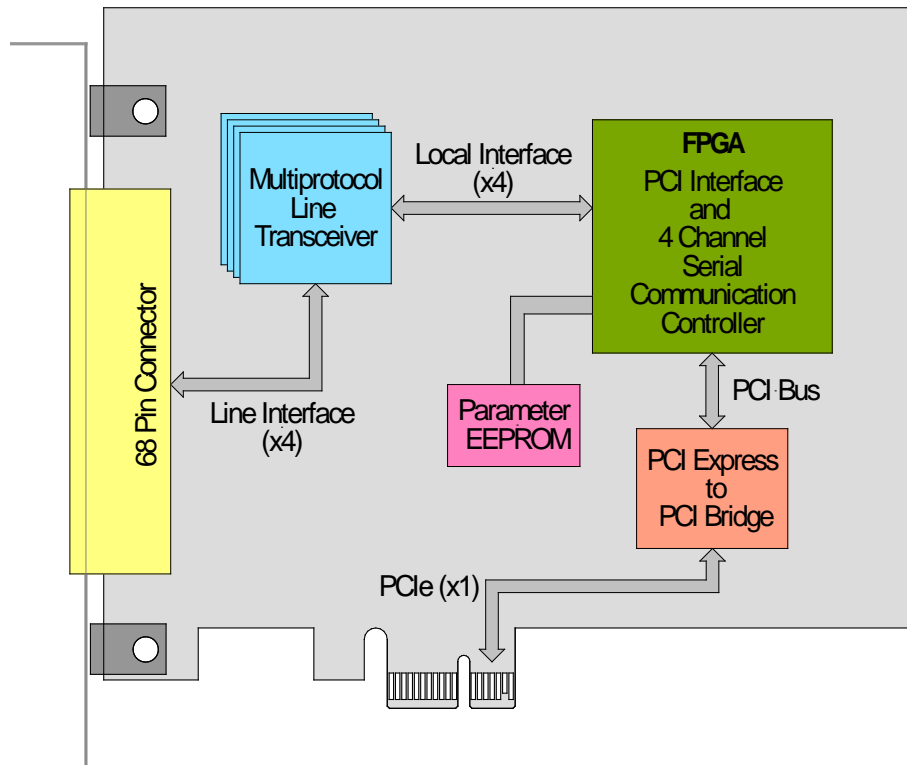 Multiprotocol
Line
Transceiver
Local Interface
(x4)
FPGA
PCI Interface
and
4 Channel
Serial
Communication
Controller
68 Pin Connector
Line Interface
(x4)
Parameter
EEPROM
PCI Bus
PCI Express
to
PCI Bridge
PCIe (x1)